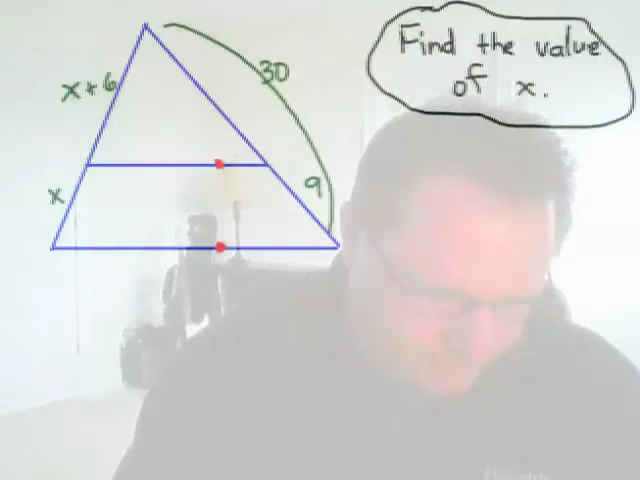 Find the value
of x.
x + 6
30
x
9